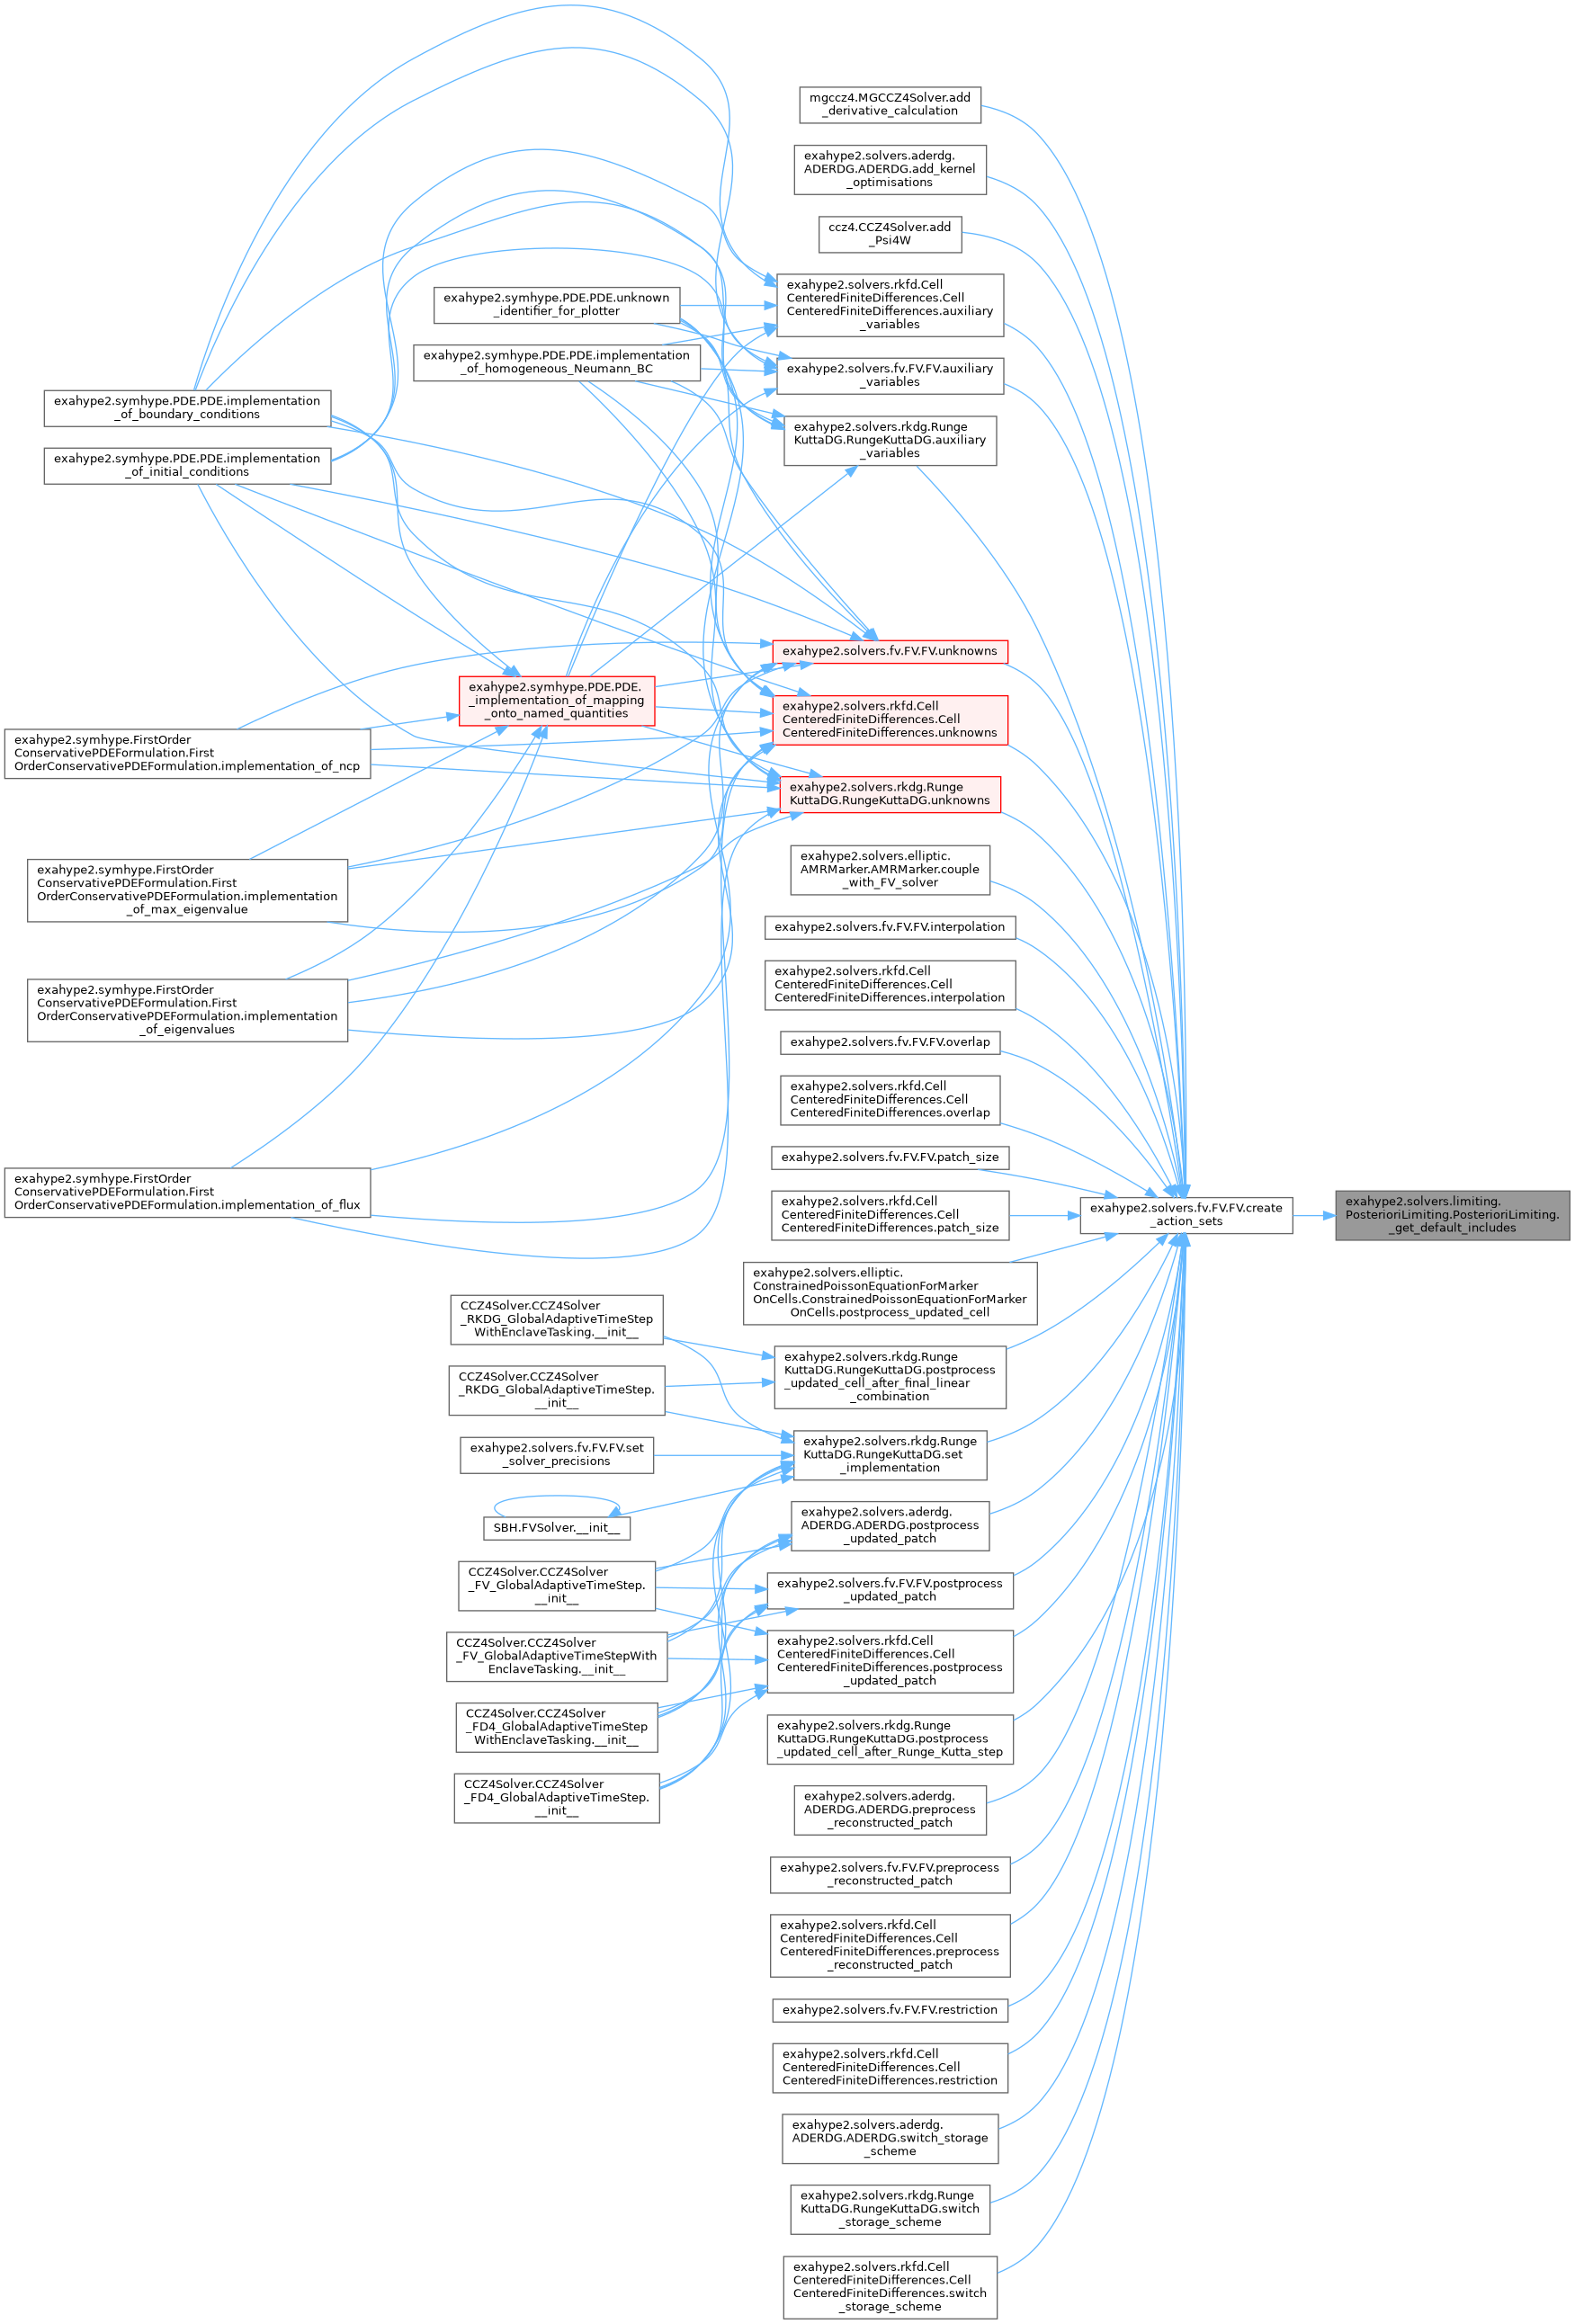 mgccz4.MGCCZ4Solver.add
_derivative_calculation
exahype2.solvers.aderdg.
ADERDG.ADERDG.add_kernel
_optimisations
ccz4.CCZ4Solver.add
_Psi4W
exahype2.solvers.rkfd.Cell
CenteredFiniteDifferences.Cell
CenteredFiniteDifferences.auxiliary
_variables
exahype2.symhype.PDE.PDE.unknown
_identifier_for_plotter
exahype2.symhype.PDE.PDE.implementation
_of_homogeneous_Neumann_BC
exahype2.solvers.fv.FV.FV.auxiliary
_variables
exahype2.symhype.PDE.PDE.implementation
_of_boundary_conditions
exahype2.solvers.rkdg.Runge
KuttaDG.RungeKuttaDG.auxiliary
_variables
exahype2.symhype.PDE.PDE.implementation
_of_initial_conditions
exahype2.solvers.fv.FV.FV.unknowns
exahype2.symhype.PDE.PDE.
_implementation_of_mapping
_onto_named_quantities
exahype2.solvers.rkfd.Cell
CenteredFiniteDifferences.Cell
CenteredFiniteDifferences.unknowns
exahype2.symhype.FirstOrder
ConservativePDEFormulation.First
OrderConservativePDEFormulation.implementation_of_ncp
exahype2.solvers.rkdg.Runge
KuttaDG.RungeKuttaDG.unknowns
exahype2.solvers.elliptic.
AMRMarker.AMRMarker.couple
_with_FV_solver
exahype2.symhype.FirstOrder
ConservativePDEFormulation.First
OrderConservativePDEFormulation.implementation
_of_max_eigenvalue
exahype2.solvers.fv.FV.FV.interpolation
exahype2.solvers.rkfd.Cell
CenteredFiniteDifferences.Cell
CenteredFiniteDifferences.interpolation
exahype2.symhype.FirstOrder
ConservativePDEFormulation.First
OrderConservativePDEFormulation.implementation
_of_eigenvalues
exahype2.solvers.fv.FV.FV.overlap
exahype2.solvers.rkfd.Cell
CenteredFiniteDifferences.Cell
CenteredFiniteDifferences.overlap
exahype2.solvers.fv.FV.FV.patch_size
exahype2.symhype.FirstOrder
ConservativePDEFormulation.First
OrderConservativePDEFormulation.implementation_of_flux
exahype2.solvers.rkfd.Cell
CenteredFiniteDifferences.Cell
CenteredFiniteDifferences.patch_size
exahype2.solvers.fv.FV.FV.create
_action_sets
exahype2.solvers.limiting.
PosterioriLimiting.PosterioriLimiting.
_get_default_includes
exahype2.solvers.elliptic.
ConstrainedPoissonEquationForMarker
OnCells.ConstrainedPoissonEquationForMarker
OnCells.postprocess_updated_cell
CCZ4Solver.CCZ4Solver
_RKDG_GlobalAdaptiveTimeStep
WithEnclaveTasking.__init__
exahype2.solvers.rkdg.Runge
KuttaDG.RungeKuttaDG.postprocess
_updated_cell_after_final_linear
_combination
CCZ4Solver.CCZ4Solver
_RKDG_GlobalAdaptiveTimeStep.
__init__
exahype2.solvers.fv.FV.FV.set
_solver_precisions
exahype2.solvers.rkdg.Runge
KuttaDG.RungeKuttaDG.set
_implementation
SBH.FVSolver.__init__
exahype2.solvers.aderdg.
ADERDG.ADERDG.postprocess
_updated_patch
CCZ4Solver.CCZ4Solver
_FV_GlobalAdaptiveTimeStep.
__init__
exahype2.solvers.fv.FV.FV.postprocess
_updated_patch
CCZ4Solver.CCZ4Solver
_FV_GlobalAdaptiveTimeStepWith
EnclaveTasking.__init__
exahype2.solvers.rkfd.Cell
CenteredFiniteDifferences.Cell
CenteredFiniteDifferences.postprocess
_updated_patch
CCZ4Solver.CCZ4Solver
_FD4_GlobalAdaptiveTimeStep
WithEnclaveTasking.__init__
exahype2.solvers.rkdg.Runge
KuttaDG.RungeKuttaDG.postprocess
_updated_cell_after_Runge_Kutta_step
CCZ4Solver.CCZ4Solver
_FD4_GlobalAdaptiveTimeStep.
__init__
exahype2.solvers.aderdg.
ADERDG.ADERDG.preprocess
_reconstructed_patch
exahype2.solvers.fv.FV.FV.preprocess
_reconstructed_patch
exahype2.solvers.rkfd.Cell
CenteredFiniteDifferences.Cell
CenteredFiniteDifferences.preprocess
_reconstructed_patch
exahype2.solvers.fv.FV.FV.restriction
exahype2.solvers.rkfd.Cell
CenteredFiniteDifferences.Cell
CenteredFiniteDifferences.restriction
exahype2.solvers.aderdg.
ADERDG.ADERDG.switch_storage
_scheme
exahype2.solvers.rkdg.Runge
KuttaDG.RungeKuttaDG.switch
_storage_scheme
exahype2.solvers.rkfd.Cell
CenteredFiniteDifferences.Cell
CenteredFiniteDifferences.switch
_storage_scheme